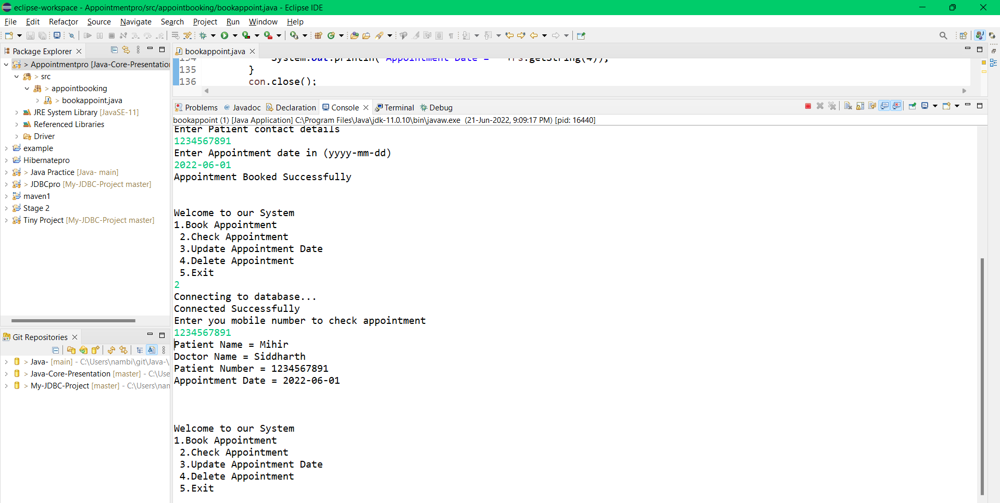 eclipse-workspace - Appointmentpro/src/appointbooking/bookappoint.java - Eclipse IDE
File Edit Refactor Source Navigate Search Project Run Window Help
Package Explorer
> Appointmentpro [Java-Core-Presentatio
> src
> appointbooking
> bookappoint.java
JRE System Library [JavaSE-11]
Referenced Libraries
Driver
example
Hibernatepro
> Java Practice [Java- main]
> JDBCpro [My-JDBC-Project master]
maven1
Stage 2
Tiny Project [My-JDBC-Project master]
Git Repositories
> Java- [main] - C:\Users\nambi\git\Java-\
> Java-Core-Presentation [master] - C:\Use
> My-JDBC-Project [master] - C:\Users\nam
bookappoint.java
134 System.out.println("Appointment Date = " +rs.getString(4));
135 }
136 con.close();
Problems Javadoc Declaration Console Terminal Debug
bookappoint (1) [Java Application] C:\Program Files\Java\jdk-11.0.10\bin\javaw.exe (21-Jun-2022, 9:09:17 PM) [pid: 16440]
Enter Patient contact details
1234567891
Enter Appointment date in (yyyy-mm-dd)
2022-06-01
Appointment Booked Successfully
Welcome to our System
1.Book Appointment
2.Check Appointment
3.Update Appointment Date
4.Delete Appointment
5.Exit
2
Connecting to database...
Connected Successfully
Enter you mobile number to check appointment
1234567891
Patient Name = Mihir
Doctor Name = Siddharth
Patient Number = 1234567891
Appointment Date = 2022-06-01
Welcome to our System
1.Book Appointment
2.Check Appointment
3.Update Appointment Date
4.Delete Appointment
5.Exit